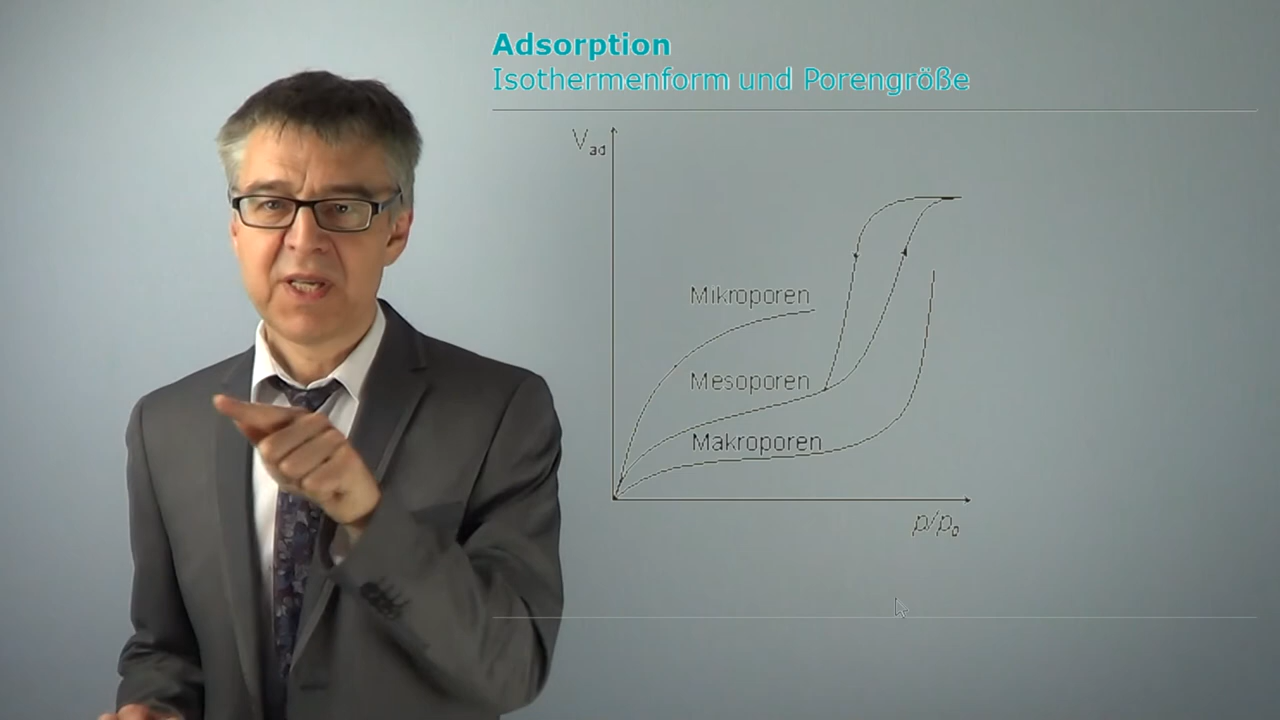 Adsorption
Isothermenform und Porengröße
V ad
Mikroporen
Mesoporen
Makroporen
p/p₀